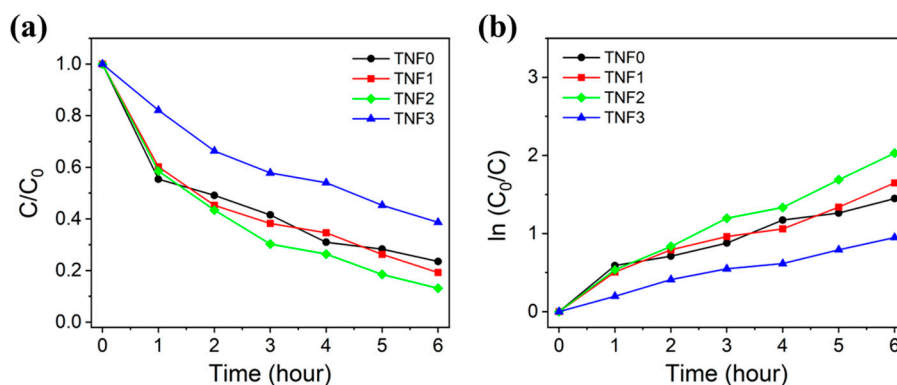 (a)
C/C0
1.0
0.8
0.6
0.4
0.2
0.0
TNF0
TNF1
TNF2
TNF3
0 1 2 3 4 5 6
Time (hour)
(b)
ln (C0/C)
3
2
1
0
TNF0
TNF1
TNF2
TNF3
0 1 2 3 4 5 6
Time (hour)